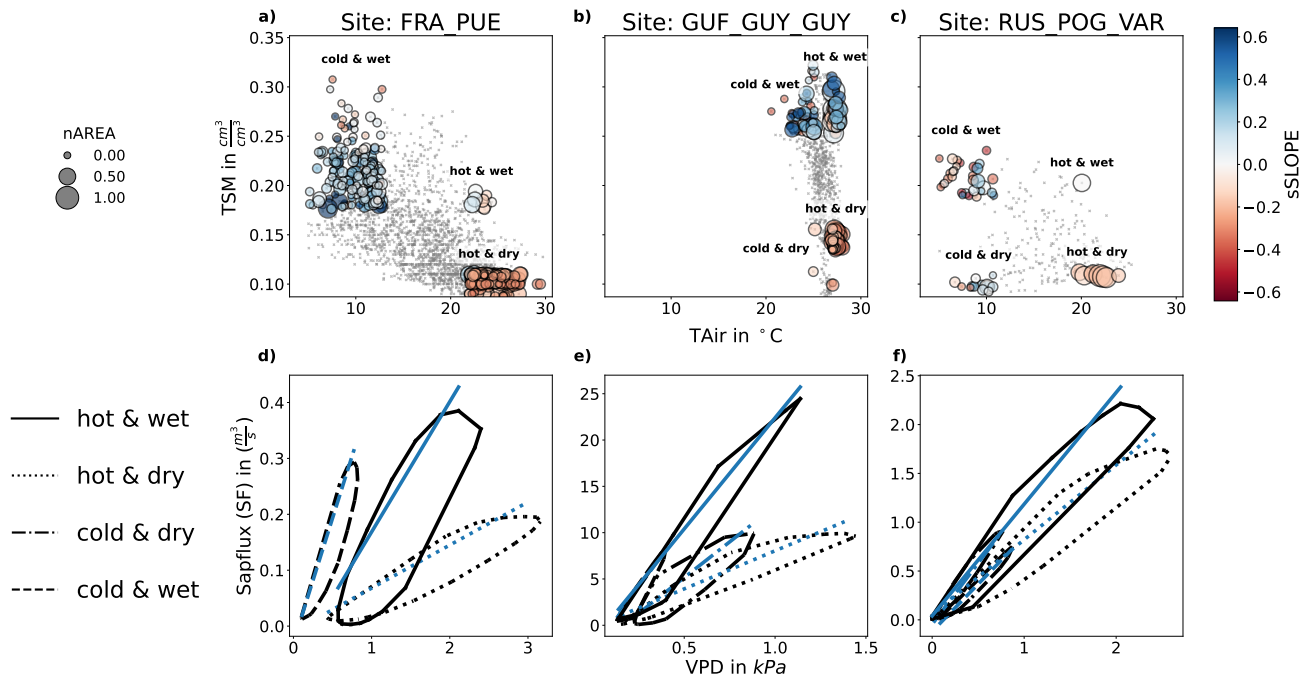 a) Site: FRA_PUE
b) Site: GUF_GUY_GUY
c) Site: RUS_POG_VAR
nAREA
0.00
0.50
1.00
TSM in cm³/cm³
0.35
0.30
0.25
0.20
0.15
0.10
cold & wet
hot & wet
hot & dry
10 20 30
hot & wet
cold & wet
hot & dry
cold & dry
10 20 30
cold & wet
hot & wet
cold & dry
hot & dry
10 20 30
TAir in °C
0.6
0.4
0.2
0.0
−0.2
−0.4
−0.6
sSLOPE
d)
e)
f)
hot & wet
hot & dry
cold & dry
cold & wet
Sapflux (SF) in (m³/s)
0.4
0.3
0.2
0.1
0.0
0 1 2 3
25
20
15
10
5
0
0.5 1.0 1.5
2.5
2.0
1.5
1.0
0.5
0.0
0 1 2
VPD in kPa